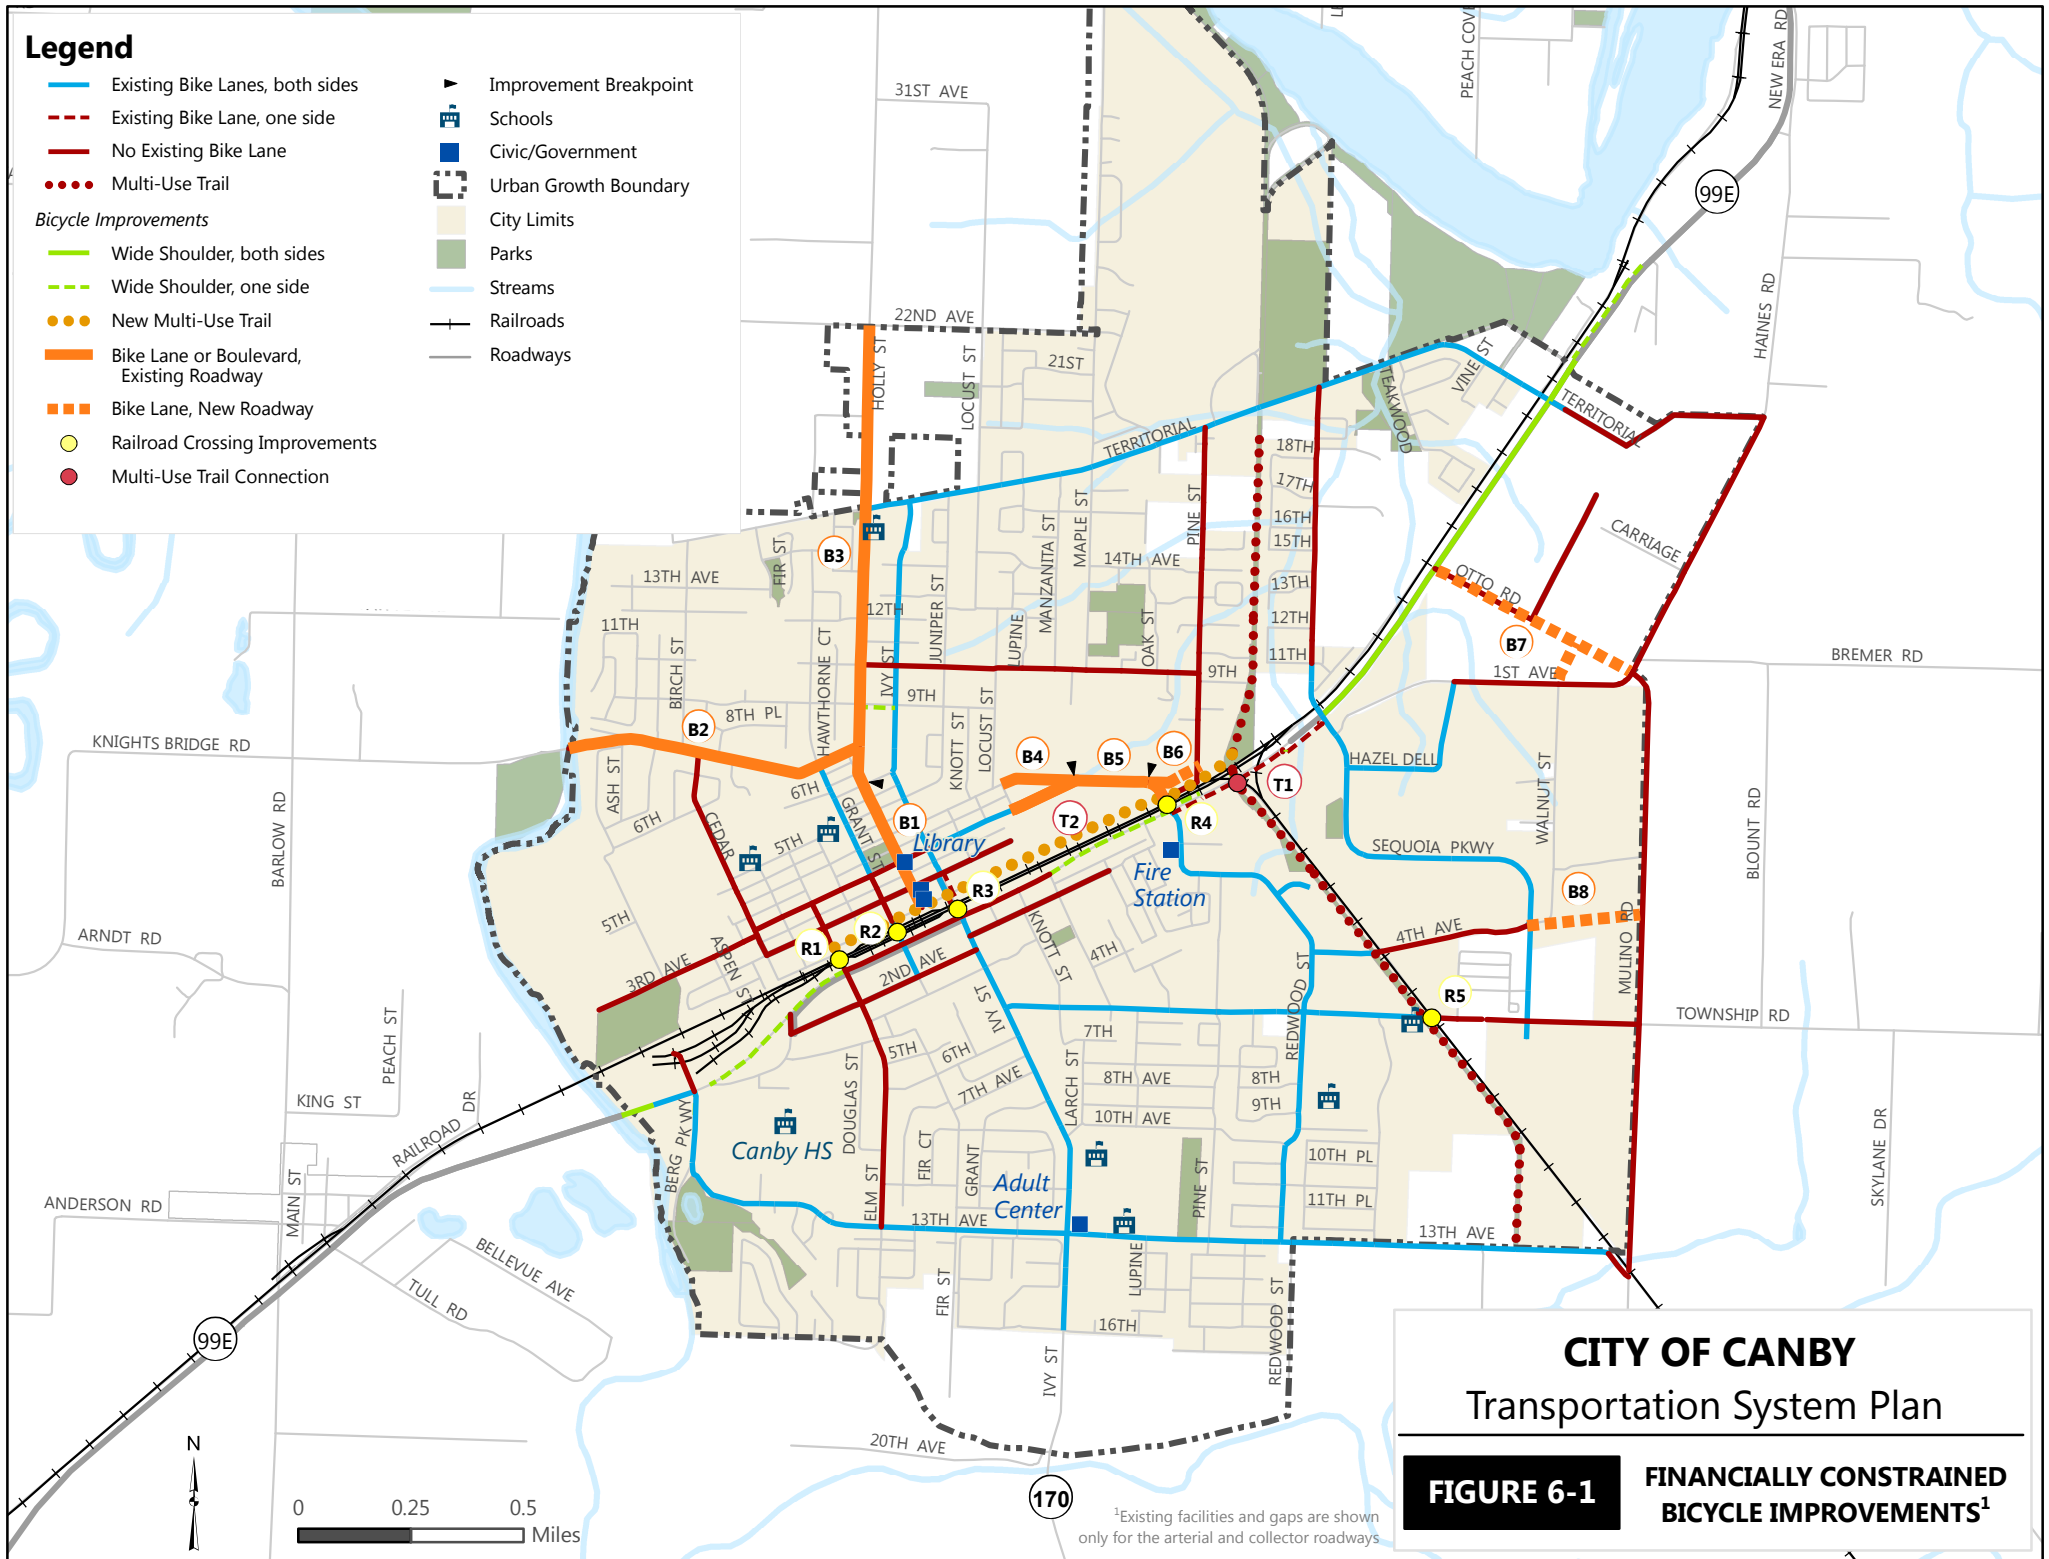 Legend
Existing Bike Lanes, both sides
Existing Bike Lane, one side
No Existing Bike Lane
Multi-Use Trail
Bicycle Improvements
Wide Shoulder, both sides
Wide Shoulder, one side
New Multi-Use Trail
Bike Lane or Boulevard,
Existing Roadway
Bike Lane, New Roadway
Railroad Crossing Improvements
Multi-Use Trail Connection
Improvement Breakpoint
Schools
Civic/Government
Urban Growth Boundary
City Limits
Parks
Streams
Railroads
Roadways
31ST AVE
PEACH COV
NEW ERA RD
99E
HAINES RD
22ND AVE
HOLLY ST
LOCUST ST
21ST
TEAKWOOD
VINE ST
TERRITORIAL
TERRITORIAL
18TH
17TH
16TH
15TH
13TH
12TH
11TH
PINE ST
MAPLE ST
MANZANITA ST
14TH AVE
CARRIAGE
OTTO RD
B7
1ST AVE
BREMER RD
B3
FIR ST
13TH AVE
12TH
JUNIPER ST
LUPINE
OAK ST
11TH
BIRCH ST
HAWTHORNE CT
IVY ST
9TH
9TH
8TH PL
B2
KNIGHTS BRIDGE RD
KNOTT ST
LOCUST ST
B4
B5
B6
HAZEL DELL
WALNUT ST
T1
T2
R4
ASH ST
6TH
6TH
GRANT ST
B1
CEDAR
5TH
Library
Fire
Station
SEQUOIA PKWY
BLOUNT RD
BARLOW RD
B8
R3
R2
R1
5TH
ASPEN ST
3RD AVE
2ND AVE
KNOTT ST
4TH
4TH AVE
MULINO RD
ARNDT RD
IVY ST
REDWOOD ST
R5
TOWNSHIP RD
PEACH ST
7TH
5TH
6TH
7TH AVE
DOUGLAS ST
LARCH ST
8TH AVE
10TH AVE
8TH
9TH
KING ST
RAILROAD DR
BERG PKWY
Canby HS
FIR CT
GRANT
ELM ST
Adult
Center
13TH AVE
PINE ST
10TH PL
11TH PL
13TH AVE
SKYLANE DR
ANDERSON RD
MAIN ST
BELLEVUE AVE
TULL RD
FIR ST
LUPINE
REDWOOD ST
16TH
IVY ST
99E
20TH AVE
170
N
0 0.25 0.5
Miles
CITY OF CANBY
Transportation System Plan
FIGURE 6-1
FINANCIALLY CONSTRAINED
BICYCLE IMPROVEMENTS1
1Existing facilities and gaps are shown
only for the arterial and collector roadways